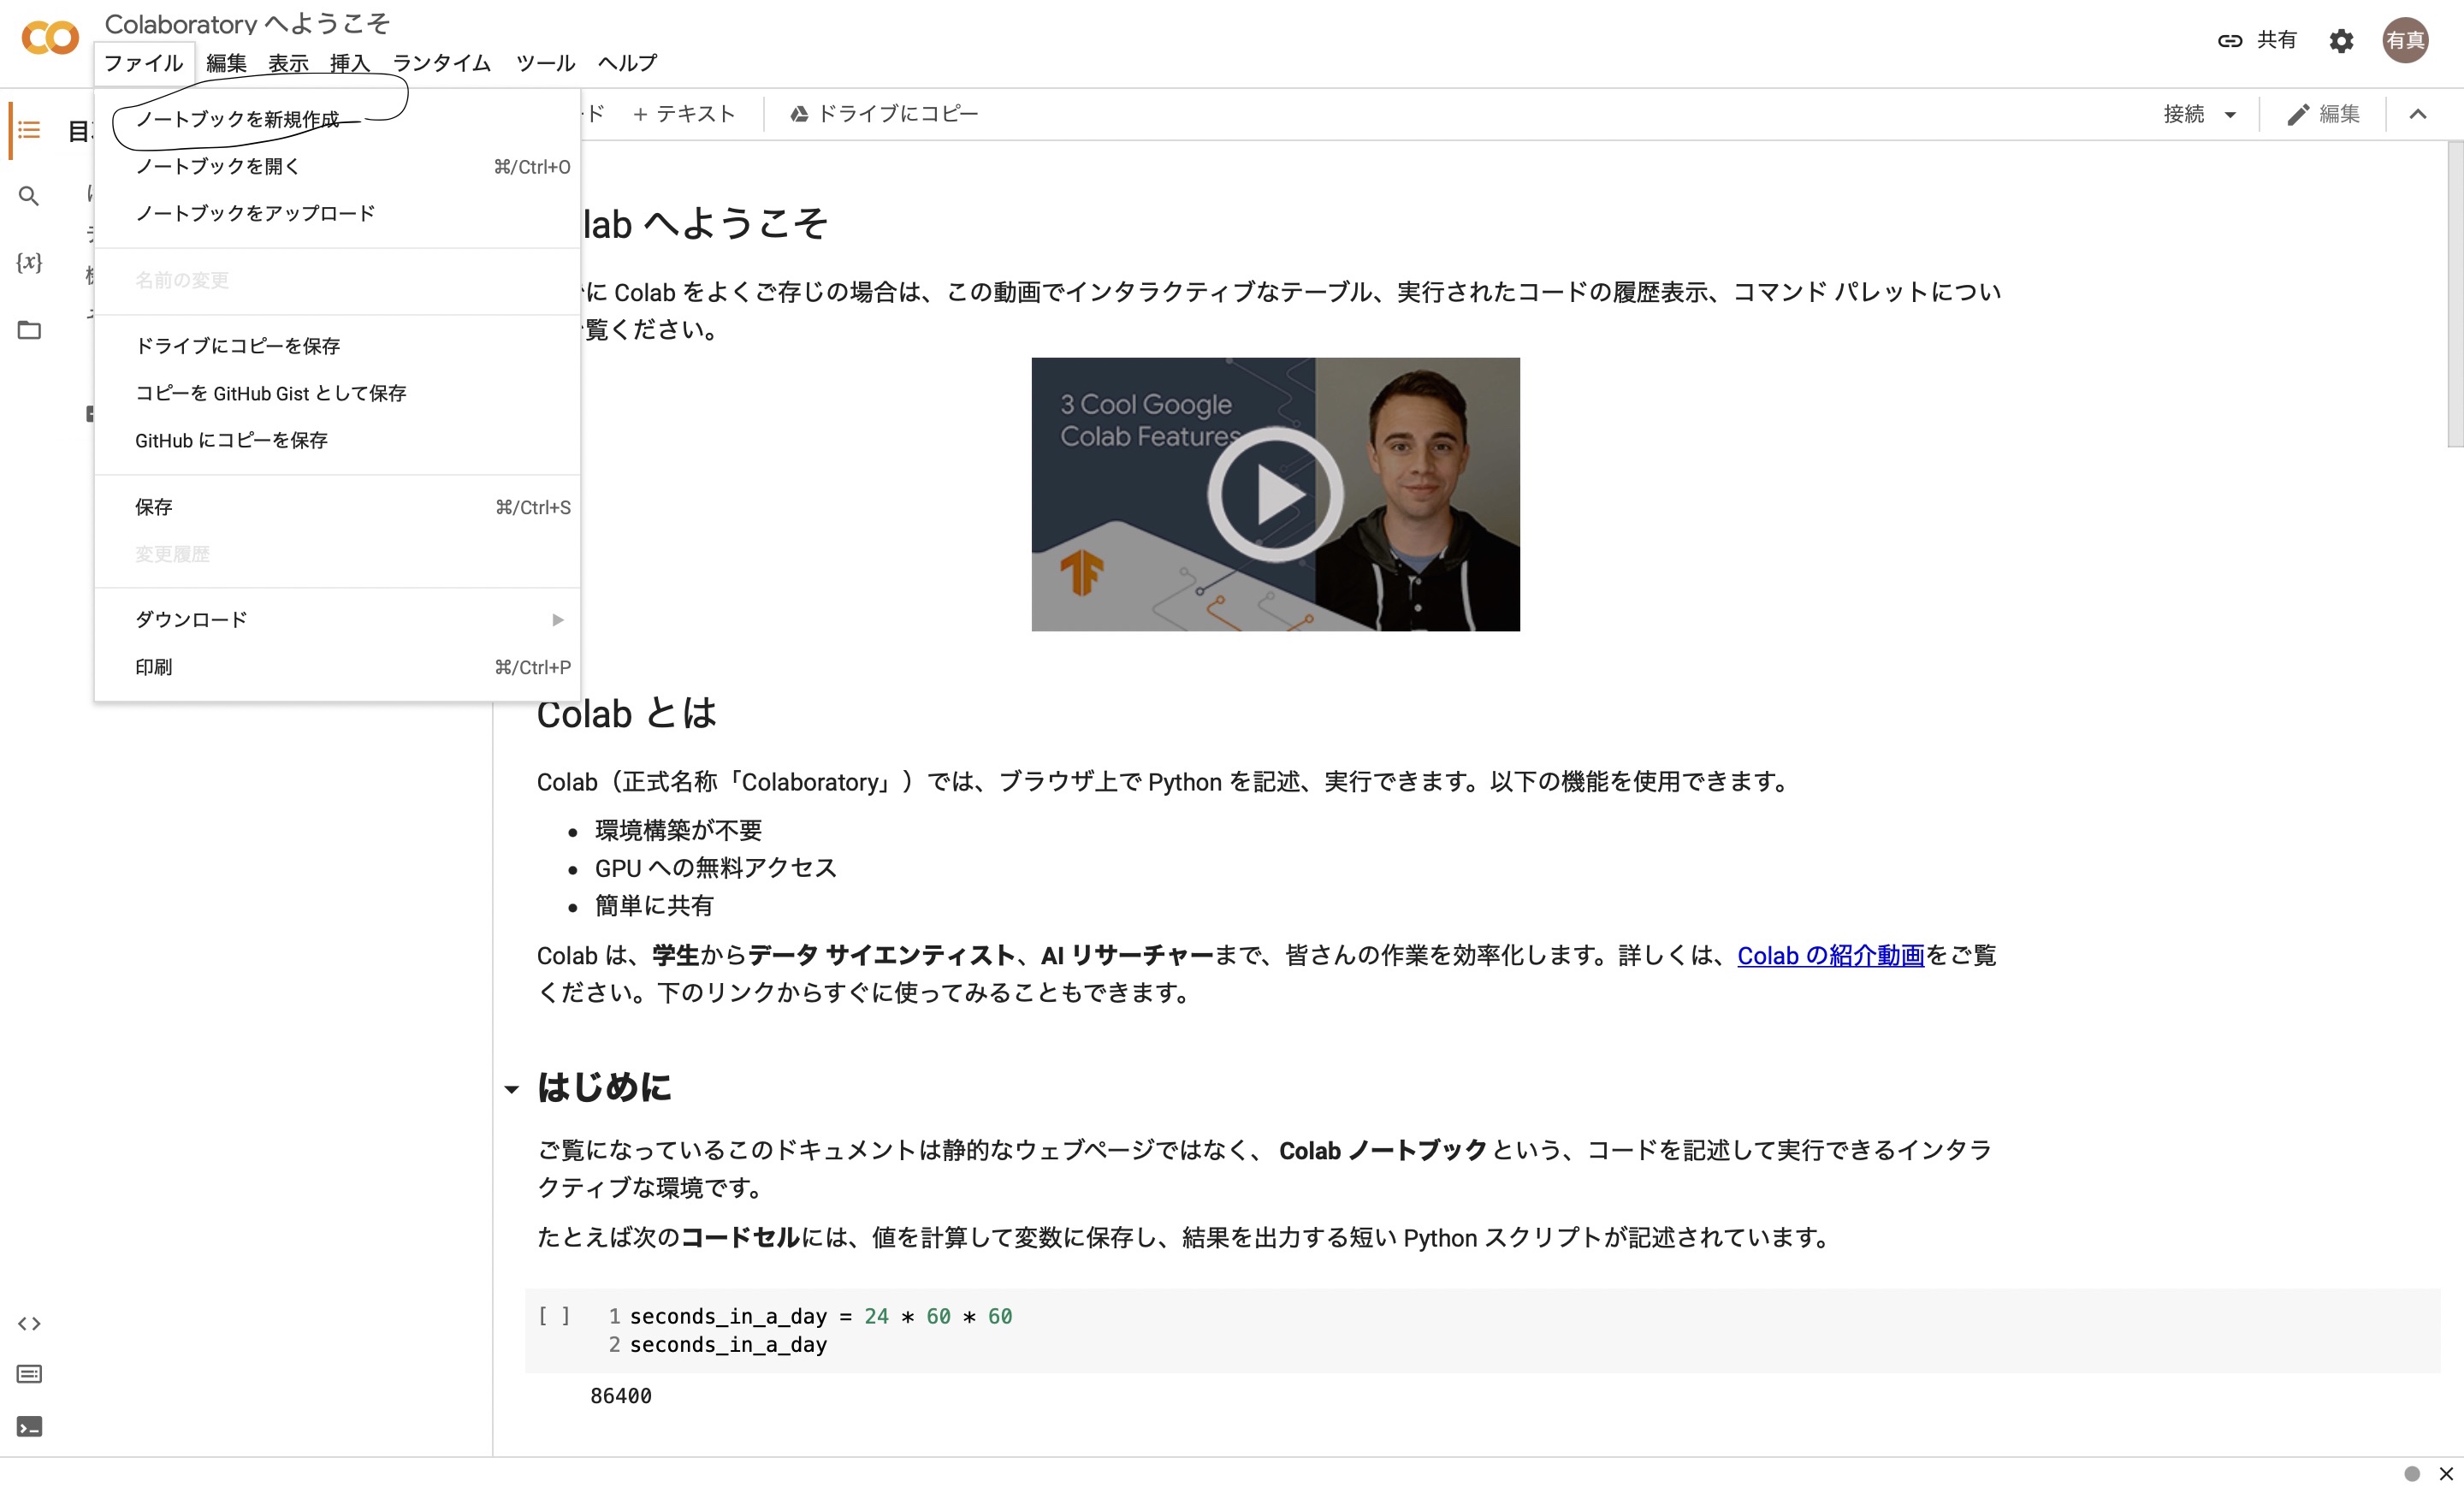 Colaboratory へようこそ
ファイル 編集 表示 挿入 ランタイム ツール ヘルプ
共有
有真
ノートブックを新規作成
ノートブックを開く ⌘/Ctrl+O
ノートブックをアップロード
名前の変更
ドライブにコピーを保存
コピーを GitHub Gist として保存
GitHub にコピーを保存
保存 ⌘/Ctrl+S
変更履歴
ダウンロード
印刷 ⌘/Ctrl+P
ド + テキスト ドライブにコピー
接続 編集
目
{x}
lab へようこそ
に Colab をよくご存じの場合は、この動画でインタラクティブなテーブル、実行されたコードの履歴表示、コマンド パレットについ
覧ください。
3 Cool Google
Colab Features
Colab とは
Colab（正式名称「Colaboratory」）では、ブラウザ上で Python を記述、実行できます。以下の機能を使用できます。
• 環境構築が不要
• GPU への無料アクセス
• 簡単に共有
Colab は、学生からデータ サイエンティスト、AI リサーチャーまで、皆さんの作業を効率化します。詳しくは、Colab の紹介動画をご覧
ください。下のリンクからすぐに使ってみることもできます。
はじめに
ご覧になっているこのドキュメントは静的なウェブページではなく、 Colab ノートブックという、コードを記述して実行できるインタラ
クティブな環境です。
たとえば次のコードセルには、値を計算して変数に保存し、結果を出力する短い Python スクリプトが記述されています。
[ ] 1 seconds_in_a_day = 24 * 60 * 60
2 seconds_in_a_day
86400